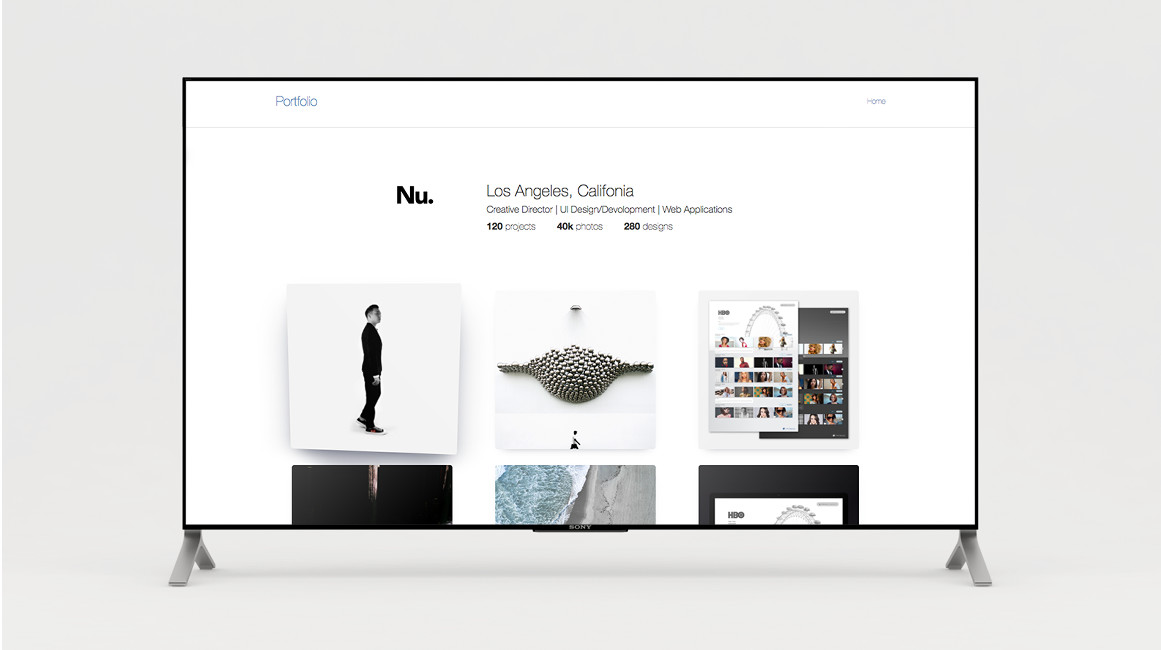 Portfolio
Home
Nu.
Los Angeles, Califonia
Creative Director | UI Design/Devolopment | Web Applications
120 projects 40k photos 280 designs
HBO
HBO
SONY